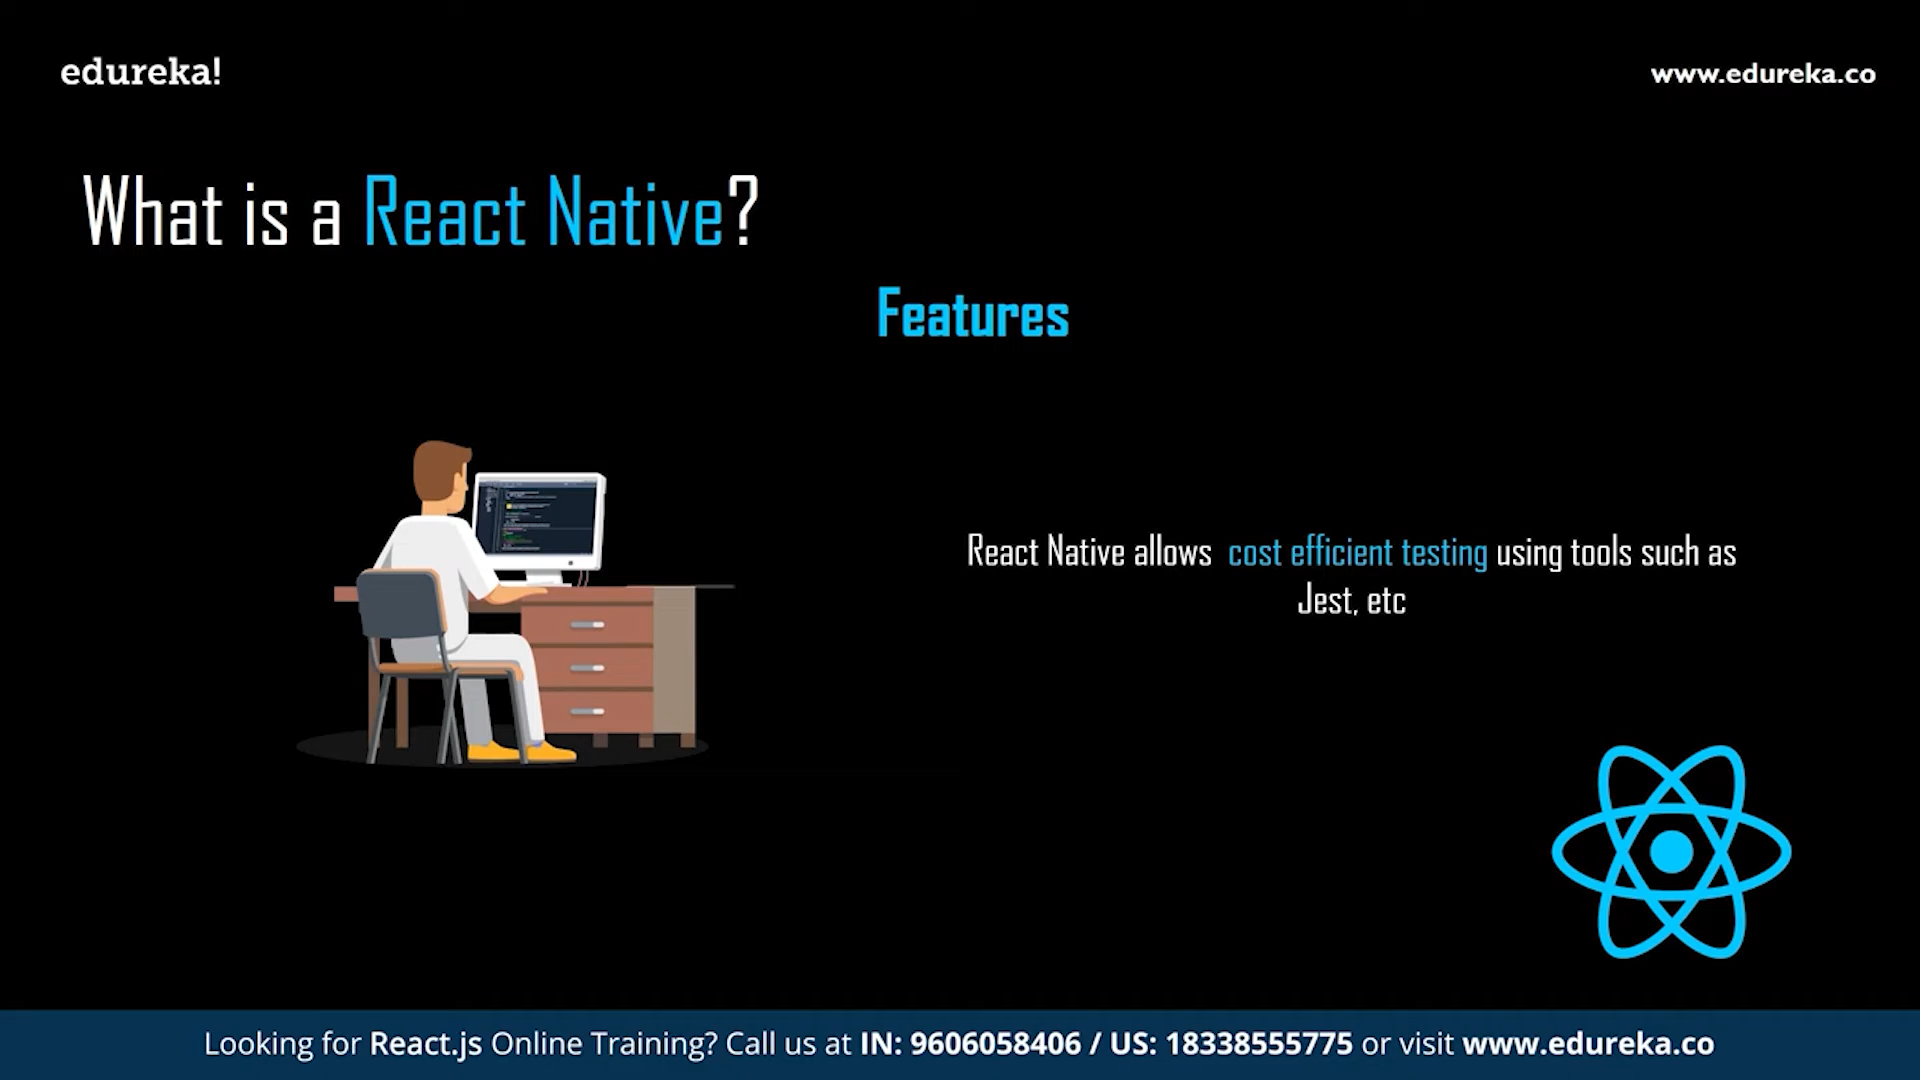 edureka!
www.edureka.co
What is a React Native?
Features
React Native allows cost efficient testing using tools such as
Jest, etc
Looking for React.js Online Training? Call us at IN: 9606058406 / US: 18338555775 or visit www.edureka.co